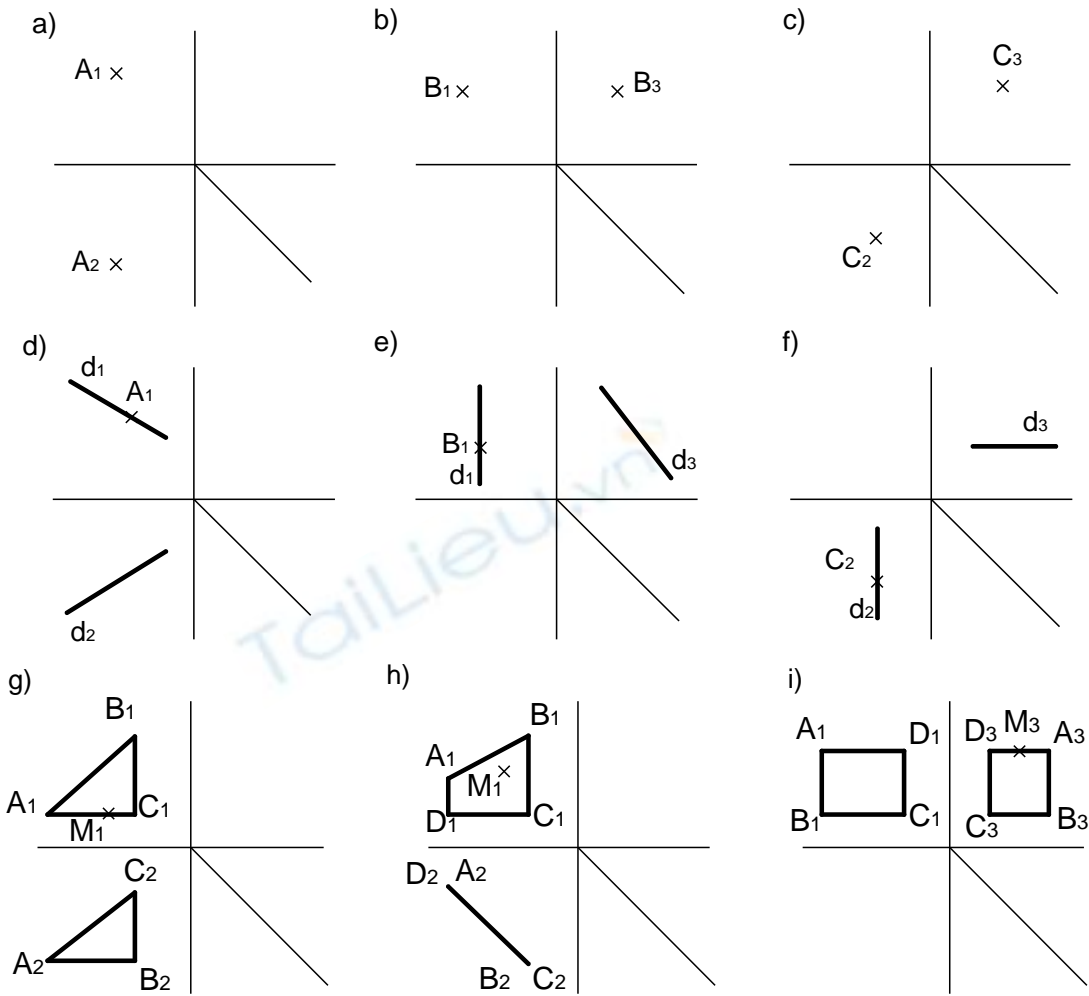 a) b) c)
A1 B1 B3 C3
A2 C2
d) e) f)
d1 A1 B1 d1 d3 d3
d2 C2 d2
TaiLieu.vn
g) h) i)
B1 B1 A1 D1 D3 M3 A3
A1 M1 C1 A1 M1 D1 C1 B1 C1 C3 B3
C2 D2 A2
A2 B2 B2 C2